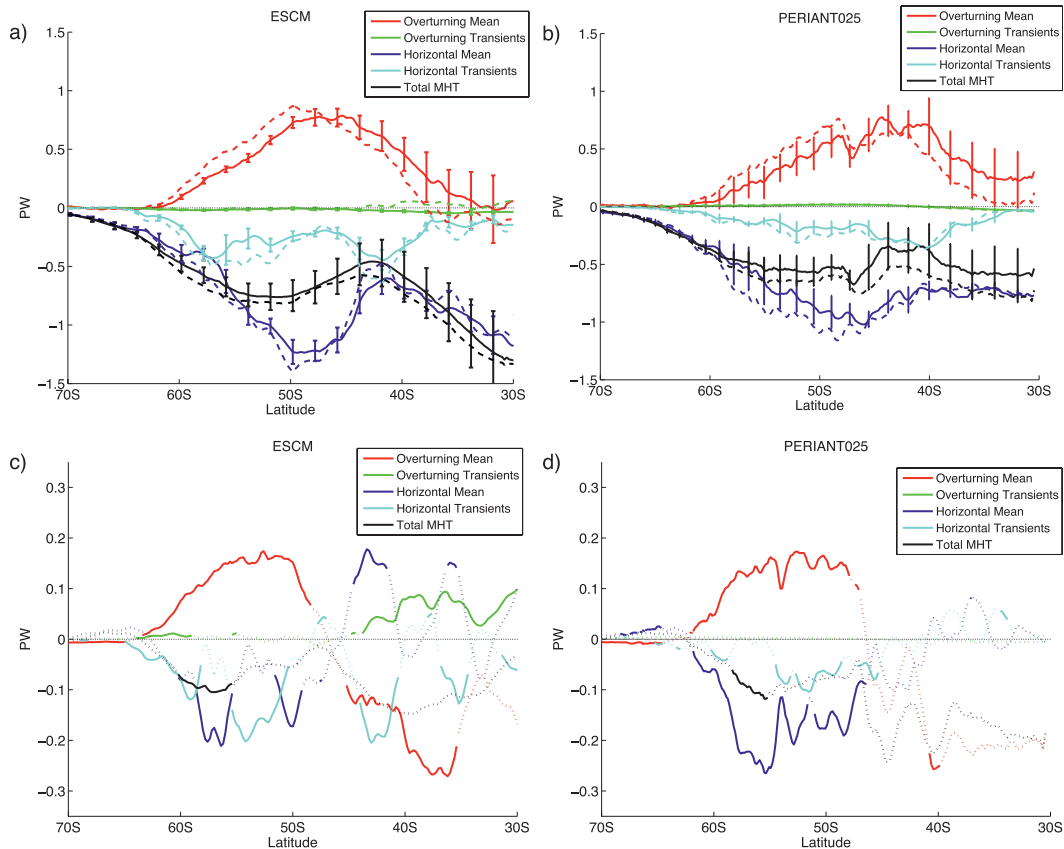 a)
ESCM
Overturning Mean
Overturning Transients
Horizontal Mean
Horizontal Transients
Total MHT
1.5
1
0.5
0
−0.5
−1
−1.5
PW
70S
60S
50S
40S
30S
Latitude
b)
PERIANT025
Overturning Mean
Overturning Transients
Horizontal Mean
Horizontal Transients
Total MHT
1.5
1
0.5
0
−0.5
−1
−1.5
PW
70S
60S
50S
40S
30S
Latitude
c)
ESCM
Overturning Mean
Overturning Transients
Horizontal Mean
Horizontal Transients
Total MHT
0.3
0.2
0.1
0
−0.1
−0.2
−0.3
PW
70S
60S
50S
40S
30S
Latitude
d)
PERIANT025
Overturning Mean
Overturning Transients
Horizontal Mean
Horizontal Transients
Total MHT
0.3
0.2
0.1
0
−0.1
−0.2
−0.3
PW
70S
60S
50S
40S
30S
Latitude